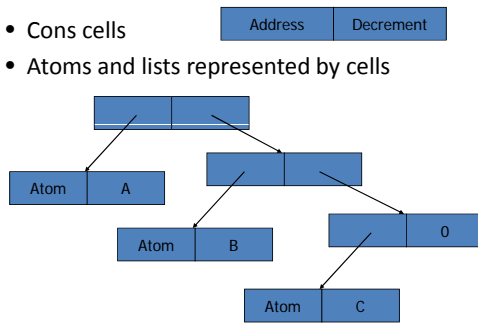 • Cons cells
Address Decrement
• Atoms and lists represented by cells
Atom A
Atom B
0
Atom C